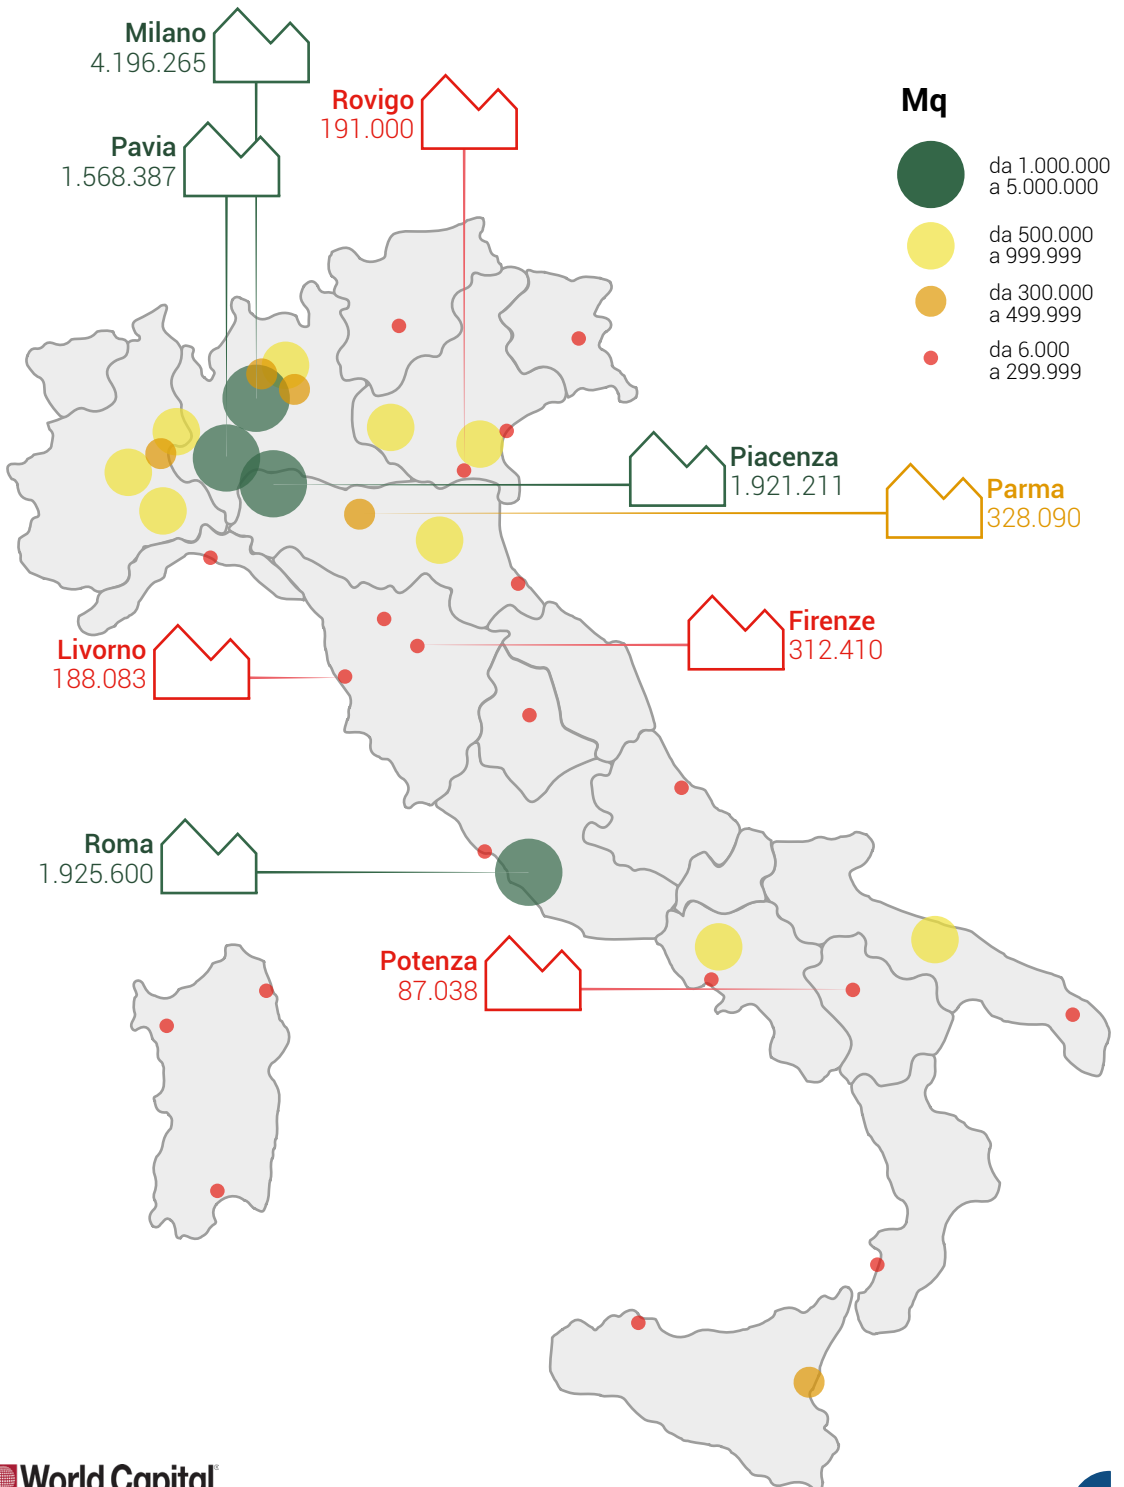 Milano
4.196.265
Pavia
1.568.387
Rovigo
191.000
Mq
da 1.000.000
a 5.000.000
da 500.000
a 999.999
da 300.000
a 499.999
da 6.000
a 299.999
Piacenza
1.921.211
Parma
328.090
Firenze
312.410
Livorno
188.083
Roma
1.925.600
Potenza
87.038
World Capital®